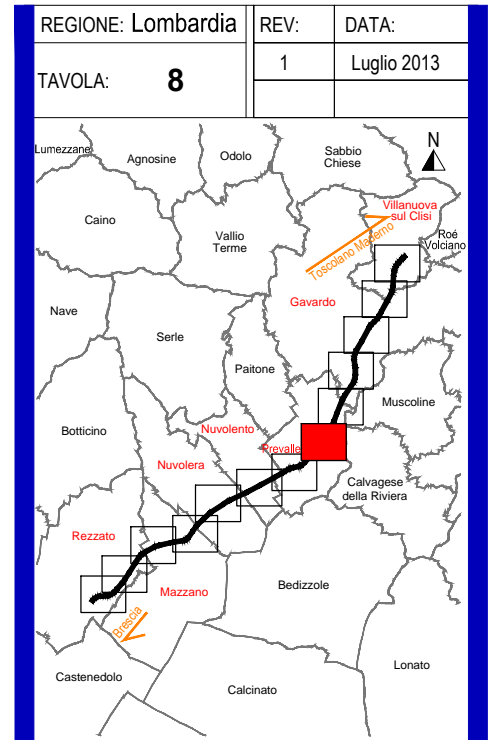 REGIONE: Lombardia REV: DATA:
TAVOLA: 8 1 Luglio 2013
Lumezzane
Agnosine
Odolo
Sabbio
Chiese
N
Caino
Vallio
Terme
Villanuova
sul Clisi
Roé
Volciano
Toscolano Maderno
Gavardo
Nave
Serle
Paitone
Muscoline
Botticino
Nuvolento
Prevalle
Nuvolera
Calvagese
della Riviera
Rezzato
Mazzano
Bedizzole
Brescia
Castenedolo
Calcinato
Lonato